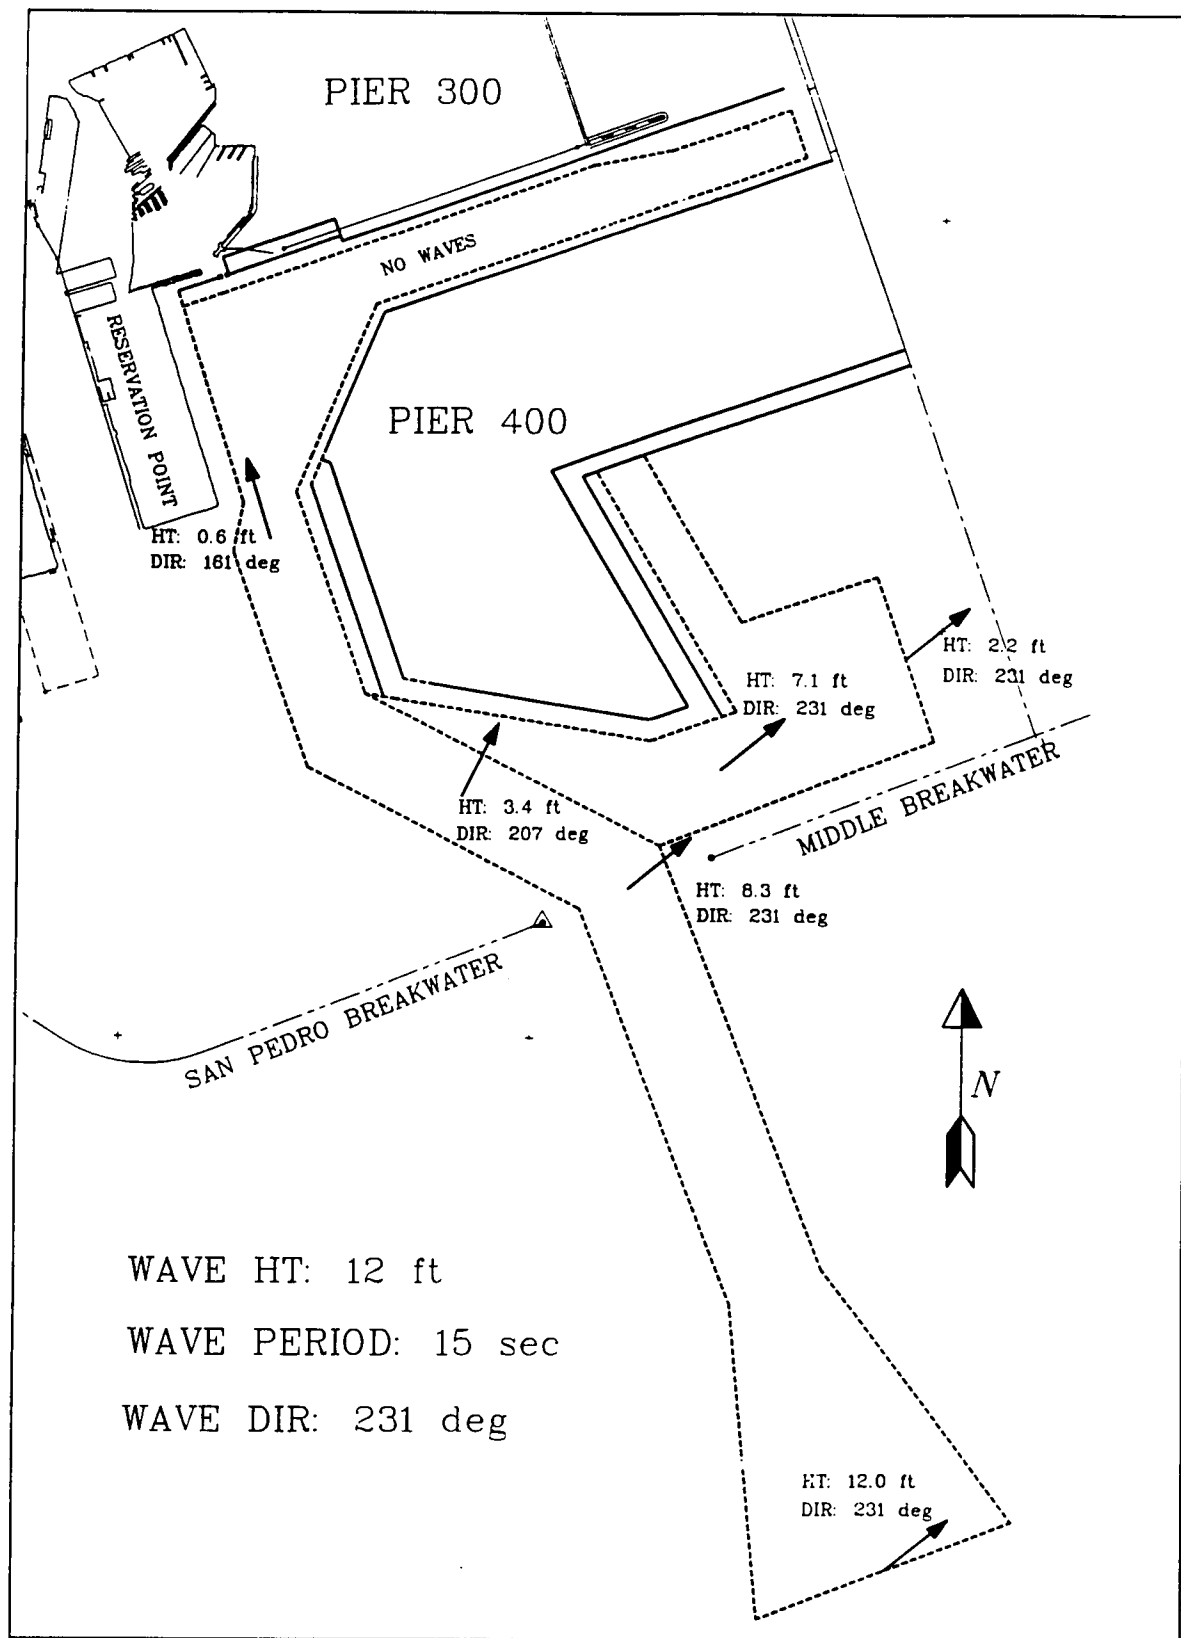 PIER 300
NO WAVES
RESERVATION POINT
PIER 400
HT: 0.6 ft
DIR: 161 deg
HT: 2.2 ft
DIR: 231 deg
HT: 7.1 ft
DIR: 231 deg
HT: 3.4 ft
DIR: 207 deg
MIDDLE BREAKWATER
HT: 8.3 ft
DIR: 231 deg
SAN PEDRO BREAKWATER
N
WAVE HT: 12 ft
WAVE PERIOD: 15 sec
WAVE DIR: 231 deg
HT: 12.0 ft
DIR: 231 deg